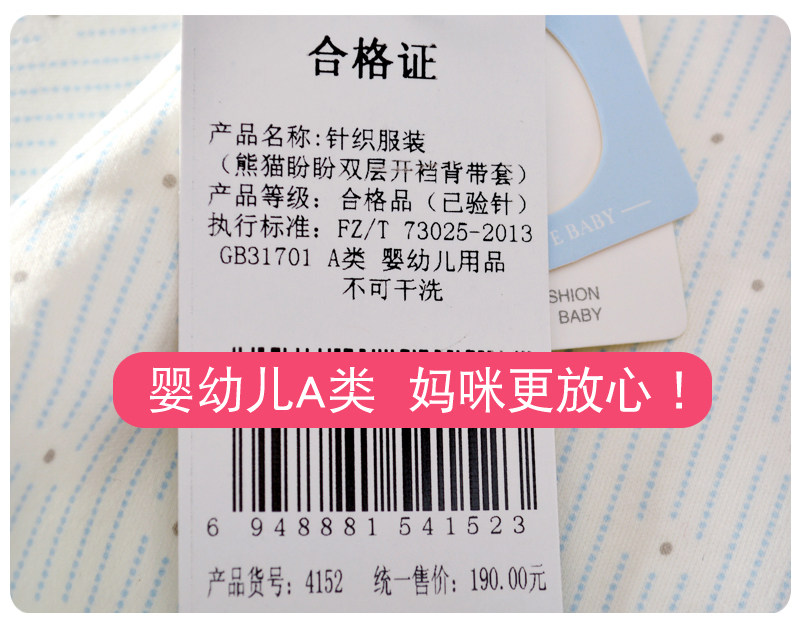 合格证
产品名称:针织服装
（熊猫盼盼双层开裆背带套）
产品等级: 合格品（已验针）
执行标准: FZ/T 73025-2013
GB31701 A类 婴幼儿用品
不可干洗
BABY
SHION
BABY
婴幼儿A类 妈咪更放心！
6 948881 541523
产品货号: 4152 统一售价: 190.00元